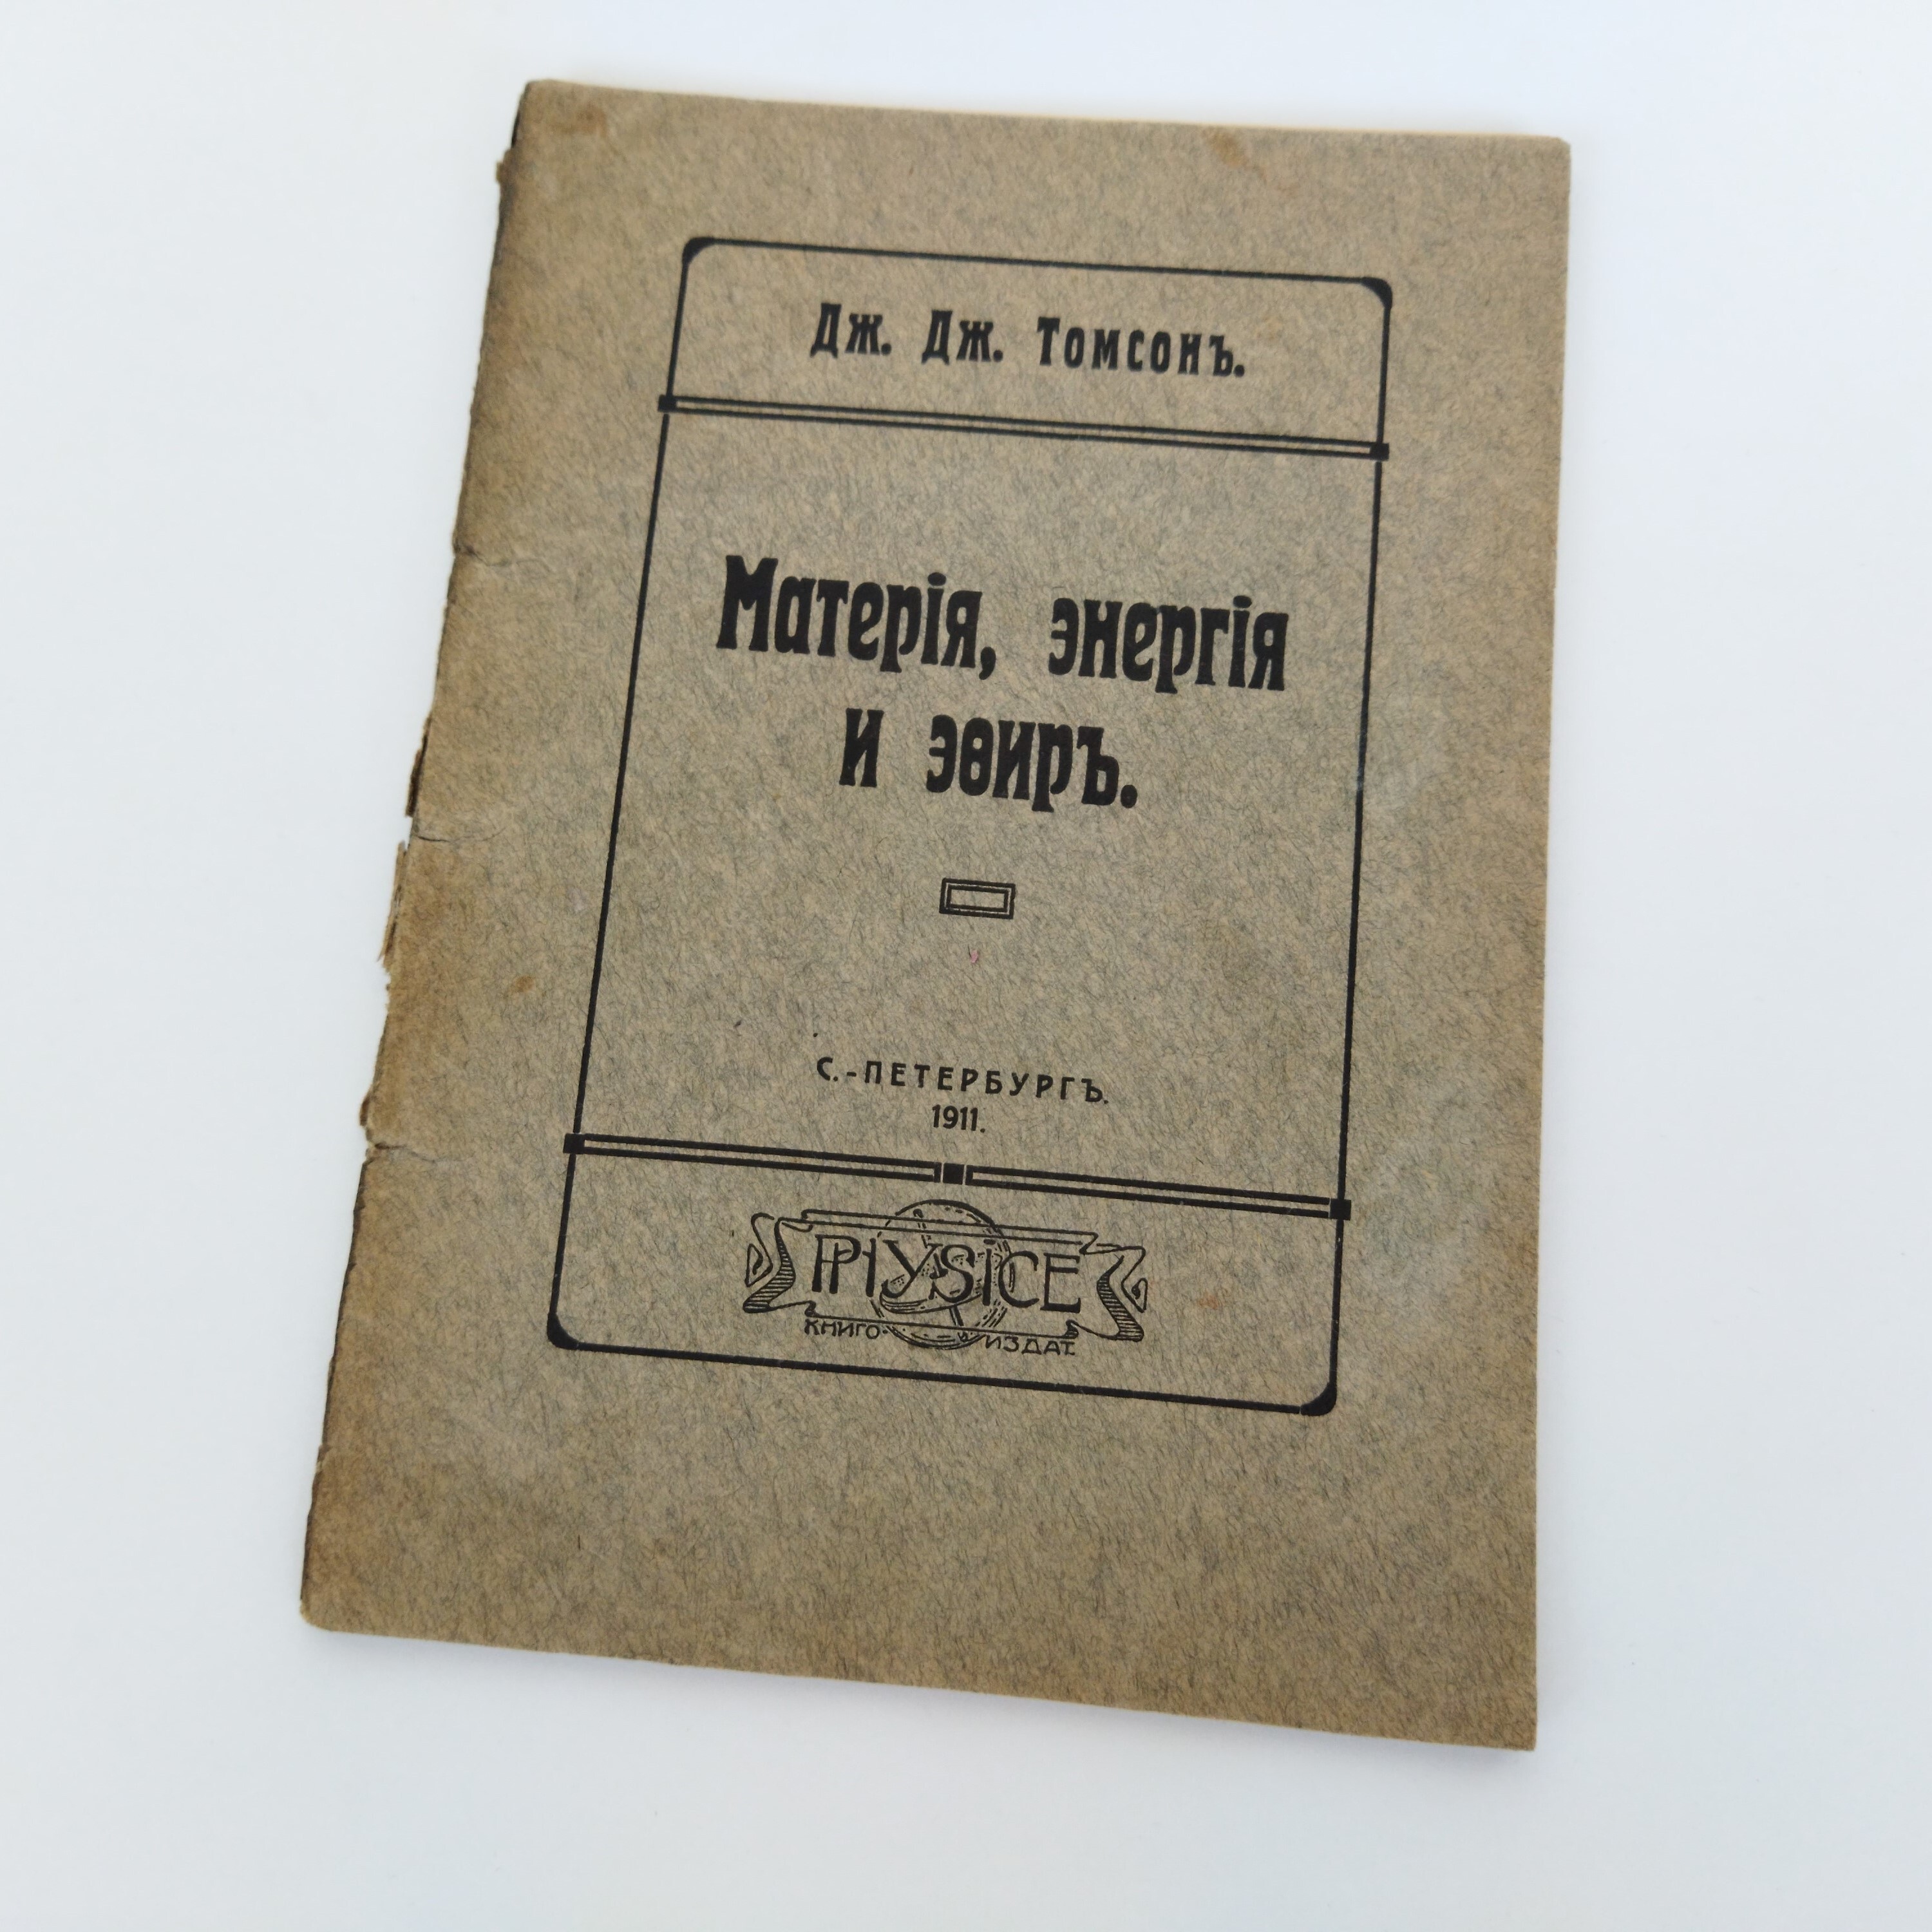 Дж. Дж. Томсонъ.
Матерія, энергія
и эѳиръ.
С.-ПЕТЕРБУРГЪ.
1911.
PHYSICE
КНИГО-ИЗДАТ.